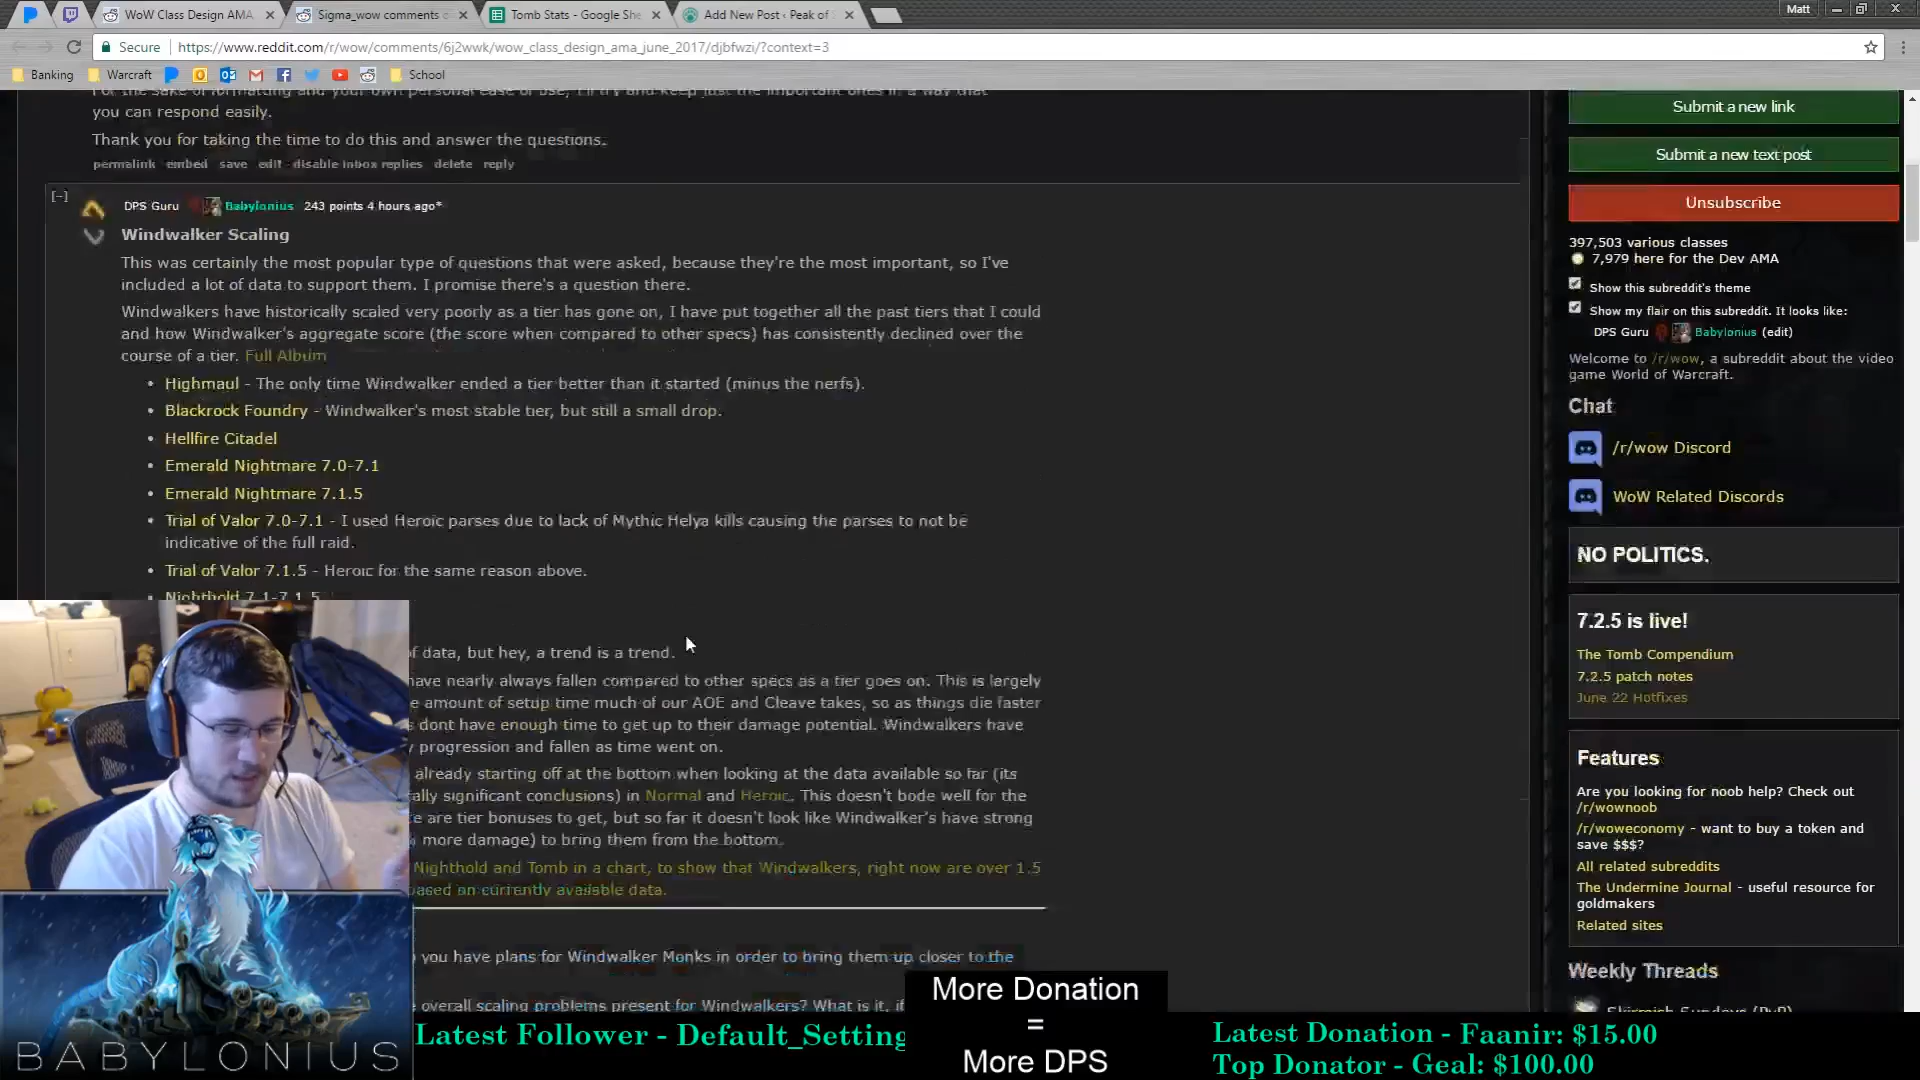 WoW Class Design AMA
Sigma_wow comments o
Tomb Stats - Google She
Add New Post ‹ Peak of S
Matt
Secure
https://www.reddit.com/r/wow/comments/6j2wwk/wow_class_design_ama_june_2017/djbfwzi/?context=3
Banking
Warcraft
School
you can respond easily.
Thank you for taking the time to do this and answer the questions.
permalink embed save edit disable inbox replies delete reply
[-]
DPS Guru Babylonius 243 points 4 hours ago*
Windwalker Scaling
This was certainly the most popular type of questions that were asked, because they're the most important, so I've
included a lot of data to support them. I promise there's a question there.
Windwalkers have historically scaled very poorly as a tier has gone on, I have put together all the past tiers that I could
and how Windwalker's aggregate score (the score when compared to other specs) has consistently declined over the
course of a tier. Full Album
• Highmaul - The only time Windwalker ended a tier better than it started (minus the nerfs).
• Blackrock Foundry - Windwalker's most stable tier, but still a small drop.
• Hellfire Citadel
• Emerald Nightmare 7.0-7.1
• Emerald Nightmare 7.1.5
• Trial of Valor 7.0-7.1 - I used Heroic parses due to lack of Mythic Helya kills causing the parses to not be
indicative of the full raid.
• Trial of Valor 7.1.5 - Heroic for the same reason above.
Nighthold 7.1-7.1.5
of data, but hey, a trend is a trend.
have nearly always fallen compared to other specs as a tier goes on. This is largely
amount of setup time much of our AOE and Cleave takes, so as things die faster
dont have enough time to get up to their damage potential. Windwalkers have
progression and fallen as time went on.
already starting off at the bottom when looking at the data available so far (its
ally significant conclusions) in Normal and Heroic. This doesn't bode well for the
are tier bonuses to get, but so far it doesn't look like Windwalker's have strong
more damage) to bring them from the bottom.
Nighthold and Tomb in a chart, to show that Windwalkers, right now are over 1.5
based on currently available data.
you have plans for Windwalker Monks in order to bring them up closer to the
overall scaling problems present for Windwalkers? What is it, if
Submit a new link
Submit a new text post
Unsubscribe
397,503 various classes
7,979 here for the Dev AMA
Show this subreddit's theme
Show my flair on this subreddit. It looks like:
DPS Guru Babylonius (edit)
Welcome to /r/wow, a subreddit about the video
game World of Warcraft.
Chat
/r/wow Discord
WoW Related Discords
NO POLITICS.
7.2.5 is live!
The Tomb Compendium
7.2.5 patch notes
June 22 Hotfixes
Features
Are you looking for noob help? Check out
/r/wownoob
/r/woweconomy - want to buy a token and
save $$$?
All related subreddits
The Undermine Journal - useful resource for
goldmakers
Related sites
Weekly Threads
Skirmish Sundays (PvP)
BABYLONIUS
Latest Follower - Default_Setting
More Donation
=
More DPS
Latest Donation - Faanir: $15.00
Top Donator - Geal: $100.00